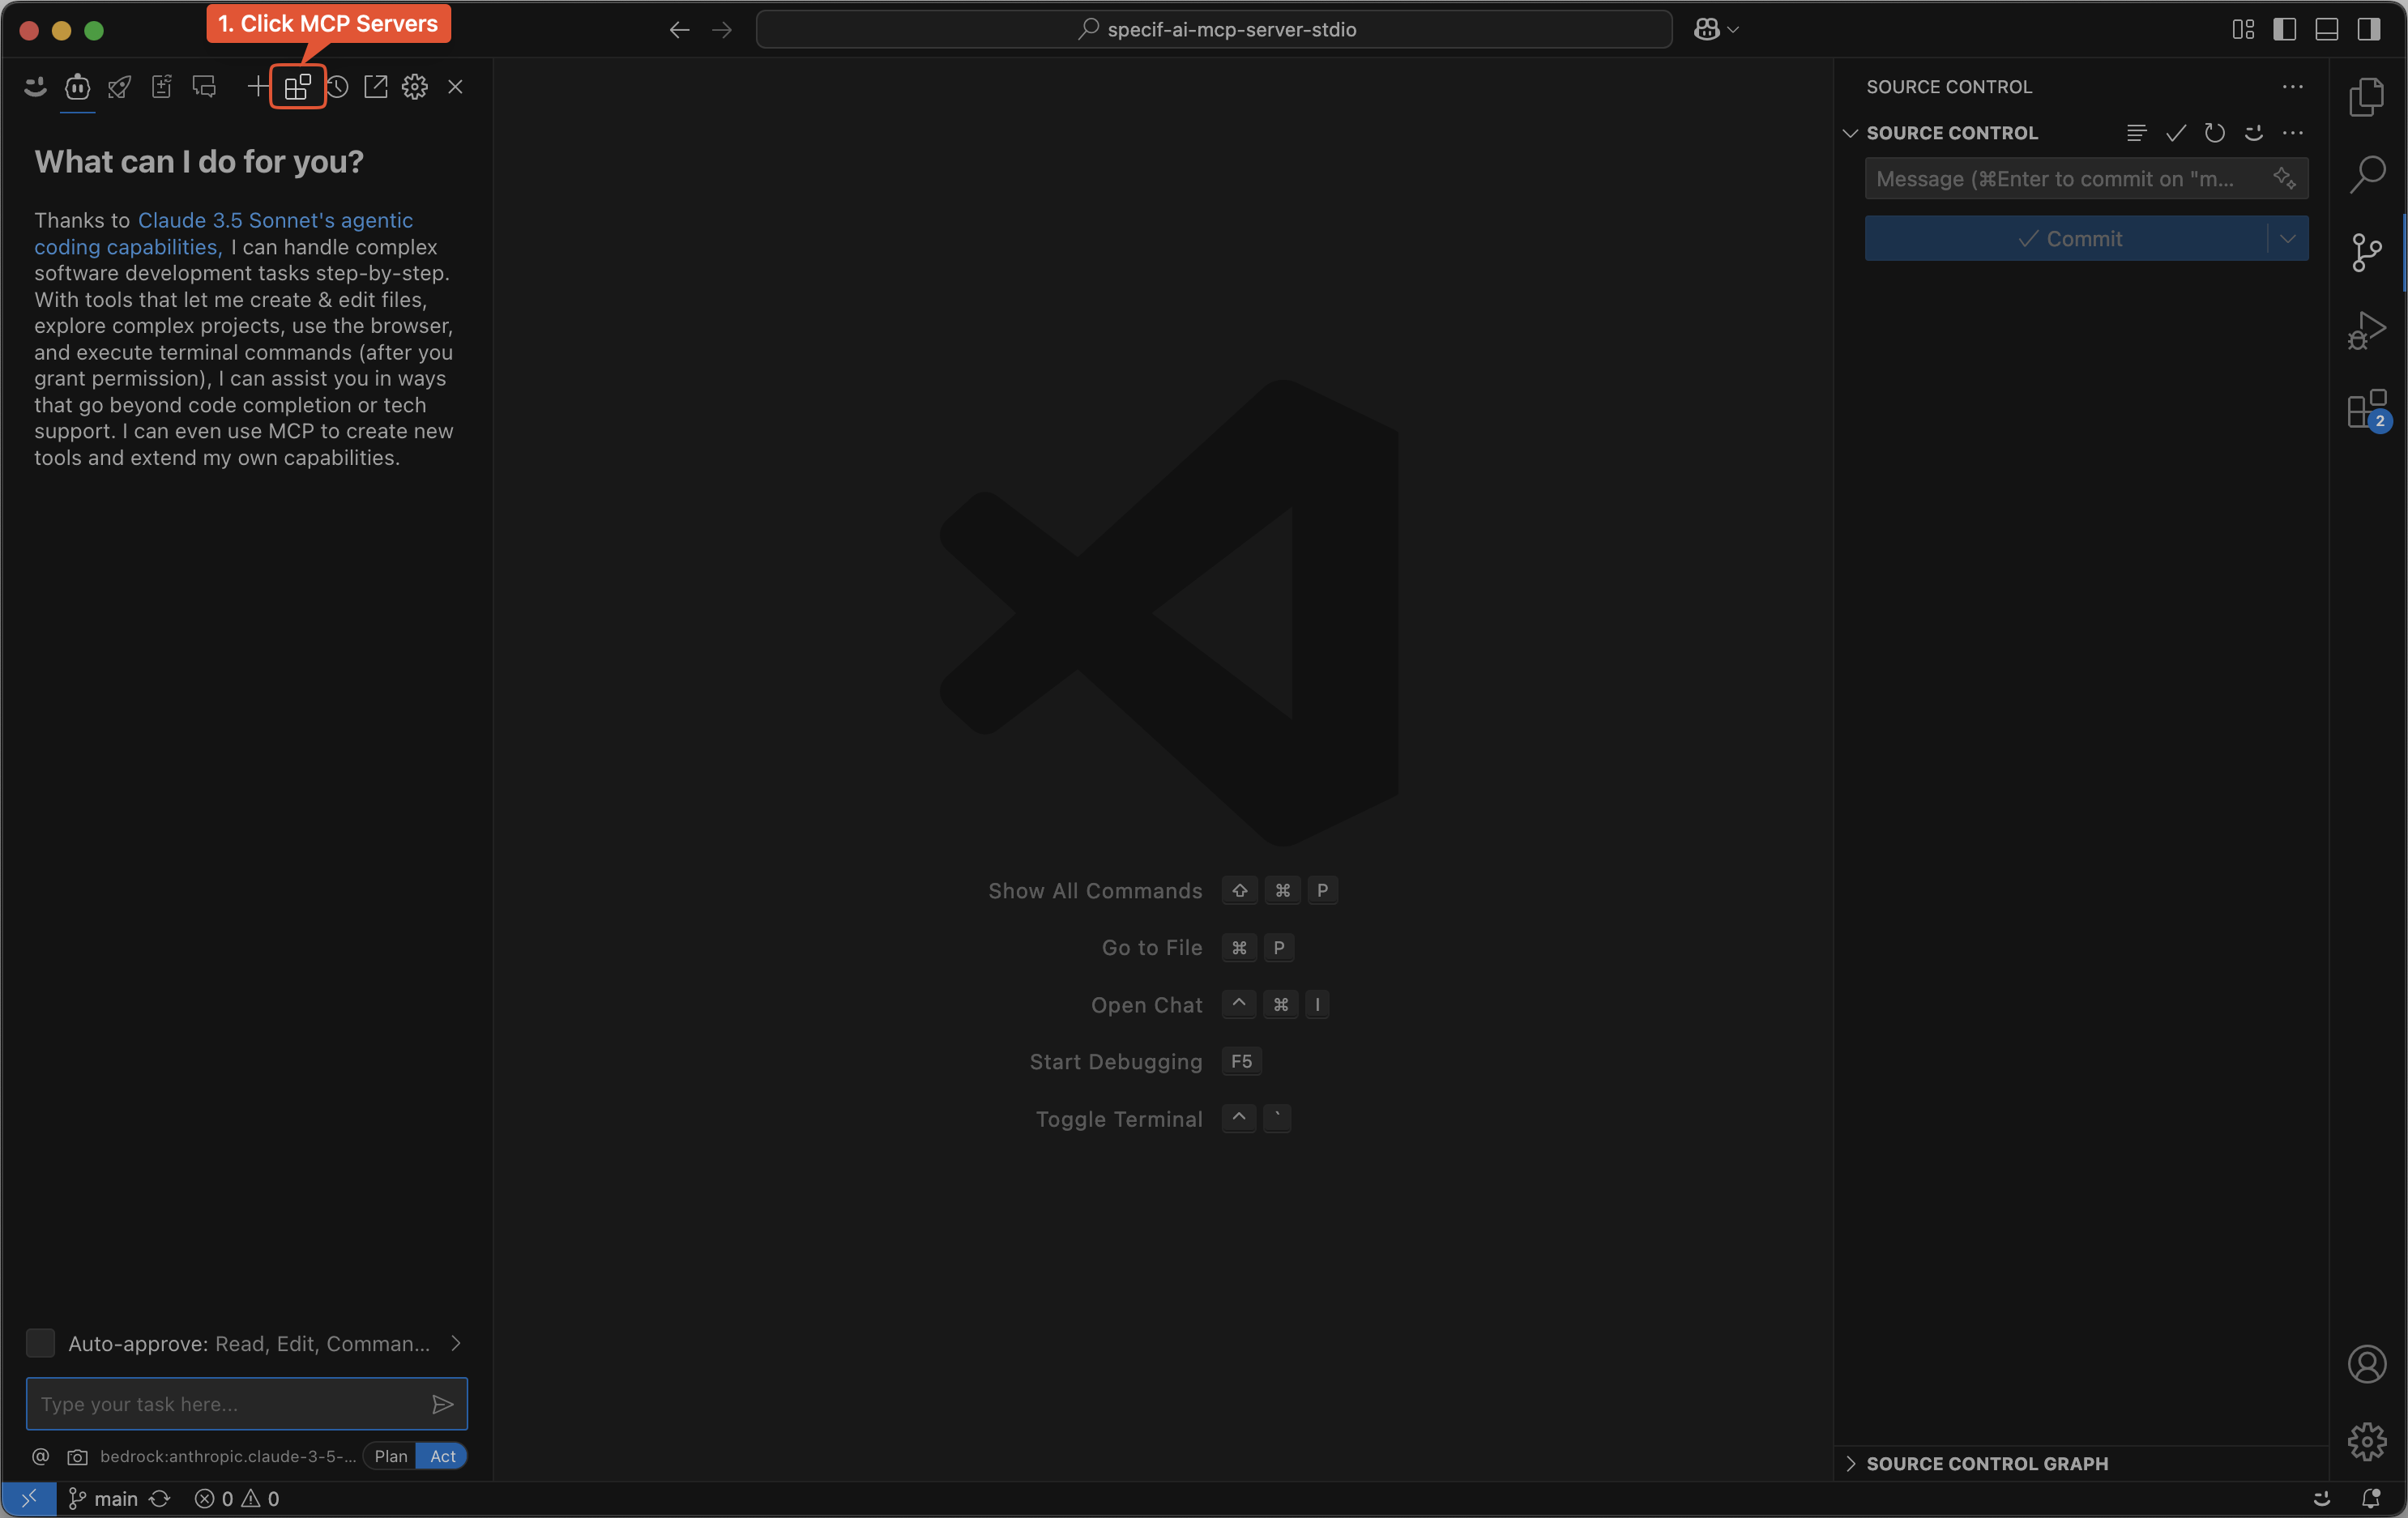 1. Click MCP Servers
specif-ai-mcp-server-stdio
What can I do for you?
Thanks to Claude 3.5 Sonnet's agentic
coding capabilities, I can handle complex
software development tasks step-by-step.
With tools that let me create & edit files,
explore complex projects, use the browser,
and execute terminal commands (after you
grant permission), I can assist you in ways
that go beyond code completion or tech
support. I can even use MCP to create new
tools and extend my own capabilities.
Auto-approve: Read, Edit, Comman...
Type your task here...
@ bedrock:anthropic.claude-3-5-... Plan Act
Show All Commands ⇧ ⌘ P
Go to File ⌘ P
Open Chat ^ ⌘ I
Start Debugging F5
Toggle Terminal ^ `
SOURCE CONTROL
SOURCE CONTROL
Message (⌘Enter to commit on "m...
Commit
2
SOURCE CONTROL GRAPH
main 0 0